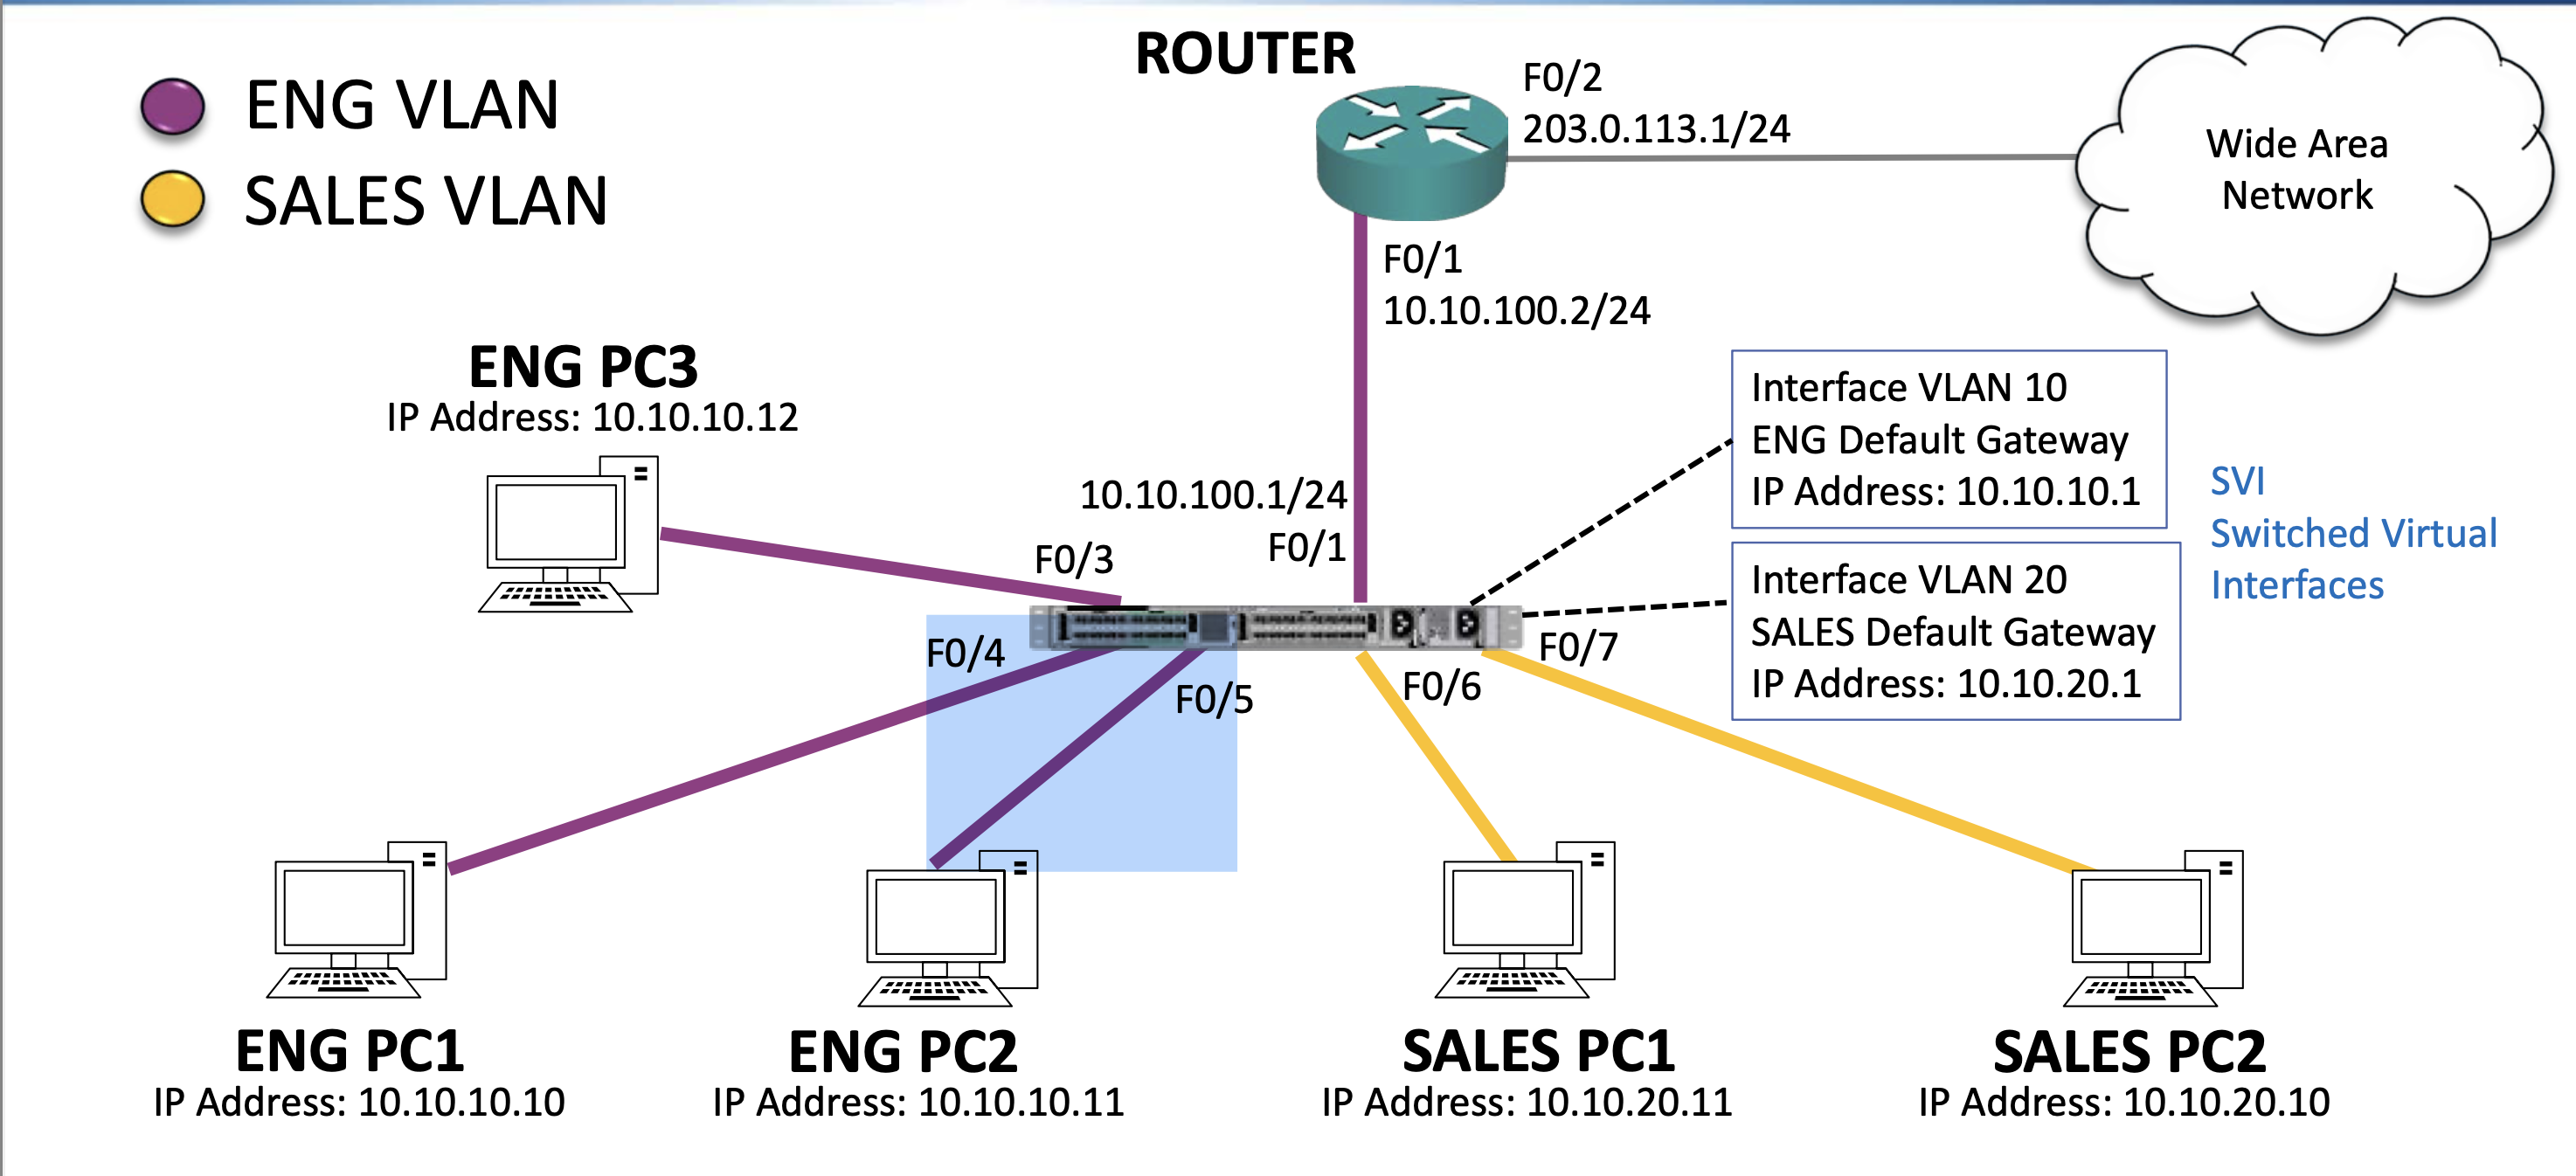 ROUTER
ENG VLAN
SALES VLAN
F0/2
203.0.113.1/24
Wide Area
Network
F0/1
10.10.100.2/24
ENG PC3
IP Address: 10.10.10.12
Interface VLAN 10
ENG Default Gateway
IP Address: 10.10.10.1
SVI
Switched Virtual
Interfaces
10.10.100.1/24
F0/1
F0/3
Interface VLAN 20
SALES Default Gateway
IP Address: 10.10.20.1
F0/4
F0/5
F0/6
F0/7
ENG PC1
IP Address: 10.10.10.10
ENG PC2
IP Address: 10.10.10.11
SALES PC1
IP Address: 10.10.20.11
SALES PC2
IP Address: 10.10.20.10